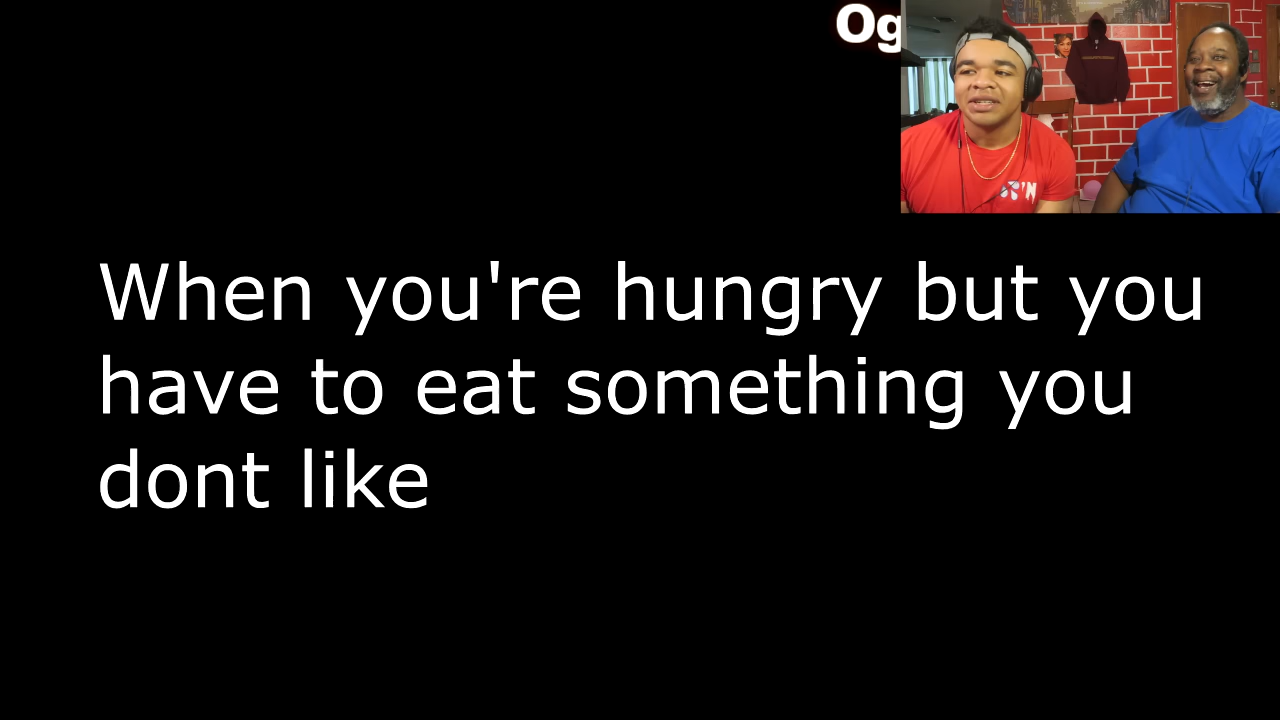 Og
When you're hungry but you
have to eat something you
dont like